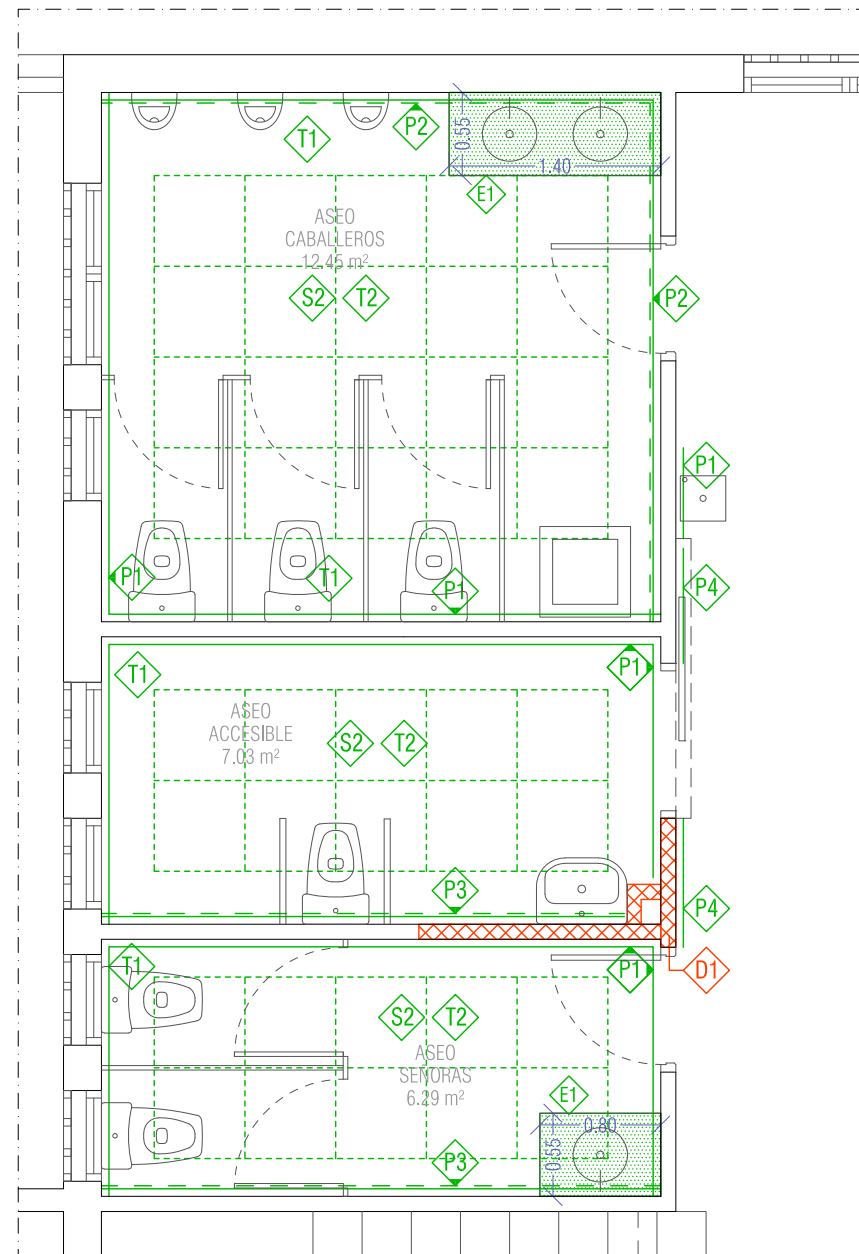 P2
T1
0.55
1.40
E1
ASEO
CABALLEROS
12.45 m²
S2
T2
P2
P1
P1
T1
P1
P4
T1
P1
ASEO
ACCESIBLE
7.03 m²
S2
T2
P3
P4
T1
P1
D1
S2
T2
ASEO
SEÑORAS
6.29 m²
E1
0.80
0.55
P3